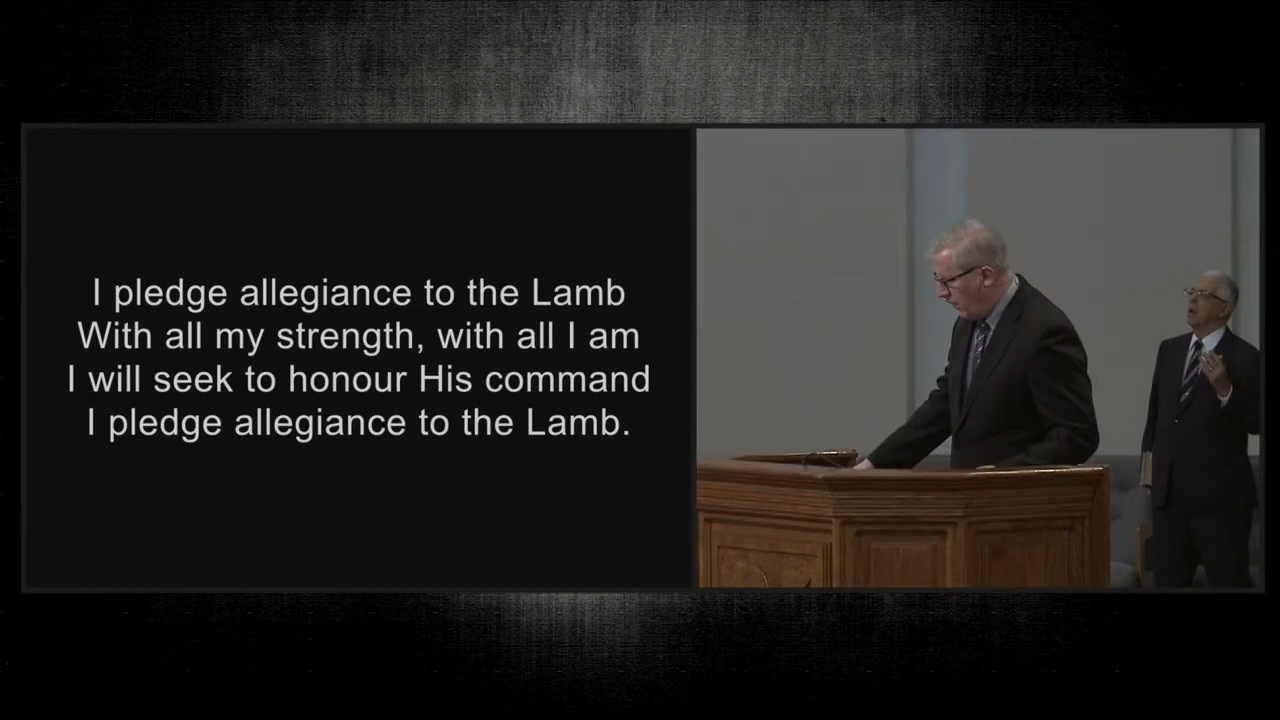 I pledge allegiance to the Lamb
With all my strength, with all I am
I will seek to honour His command
I pledge allegiance to the Lamb.